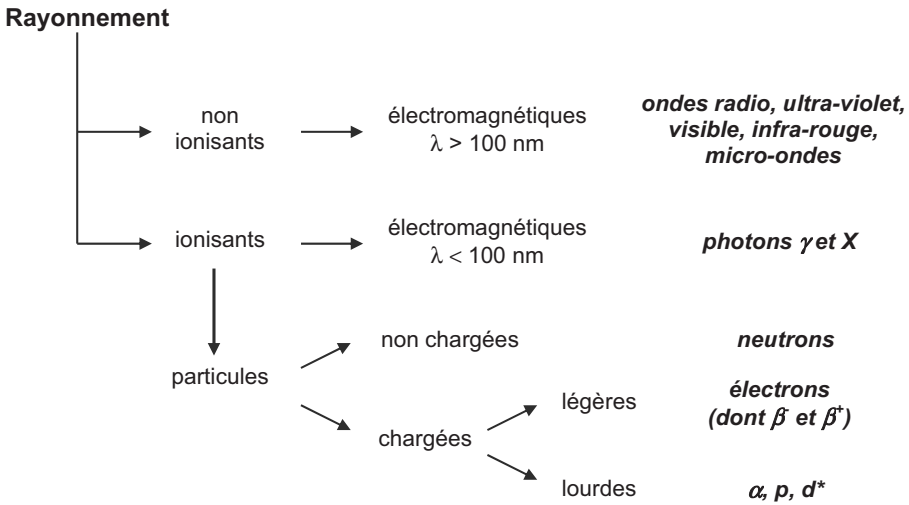 Rayonnement
non
ionisants
électromagnétiques
λ > 100 nm
ondes radio, ultra-violet,
visible, infra-rouge,
micro-ondes
ionisants
électromagnétiques
λ < 100 nm
photons γ et X
particules
non chargées
neutrons
chargées
légères
électrons
(dont β⁻ et β⁺)
lourdes
α, p, d*